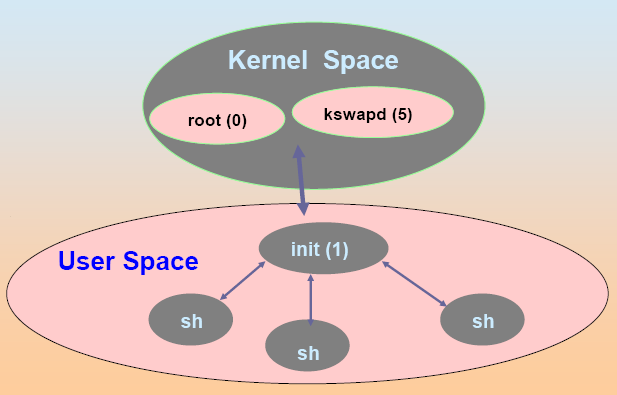 Kernel Space
root (0)
kswapd (5)
init (1)
User Space
sh
sh
sh